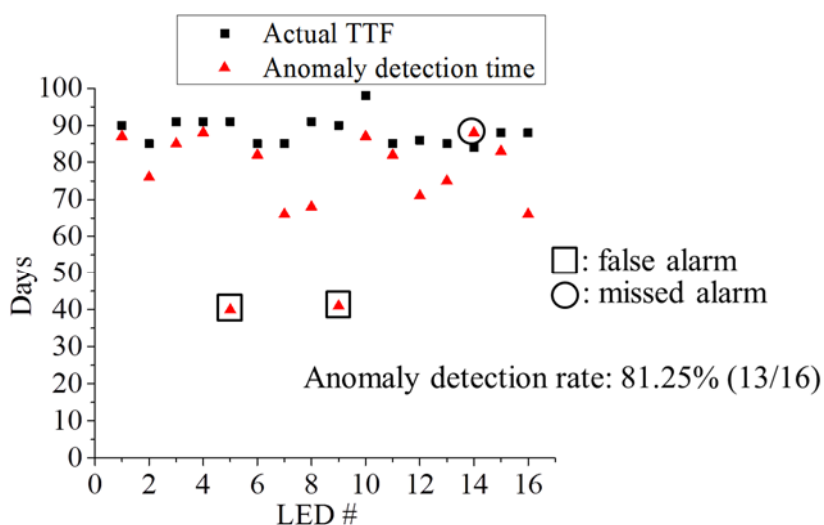 Actual TTF
Anomaly detection time
100
90
80
70
60
50
40
30
20
10
0
Days
0 2 4 6 8 10 12 14 16
LED #
: false alarm
: missed alarm
Anomaly detection rate: 81.25% (13/16)